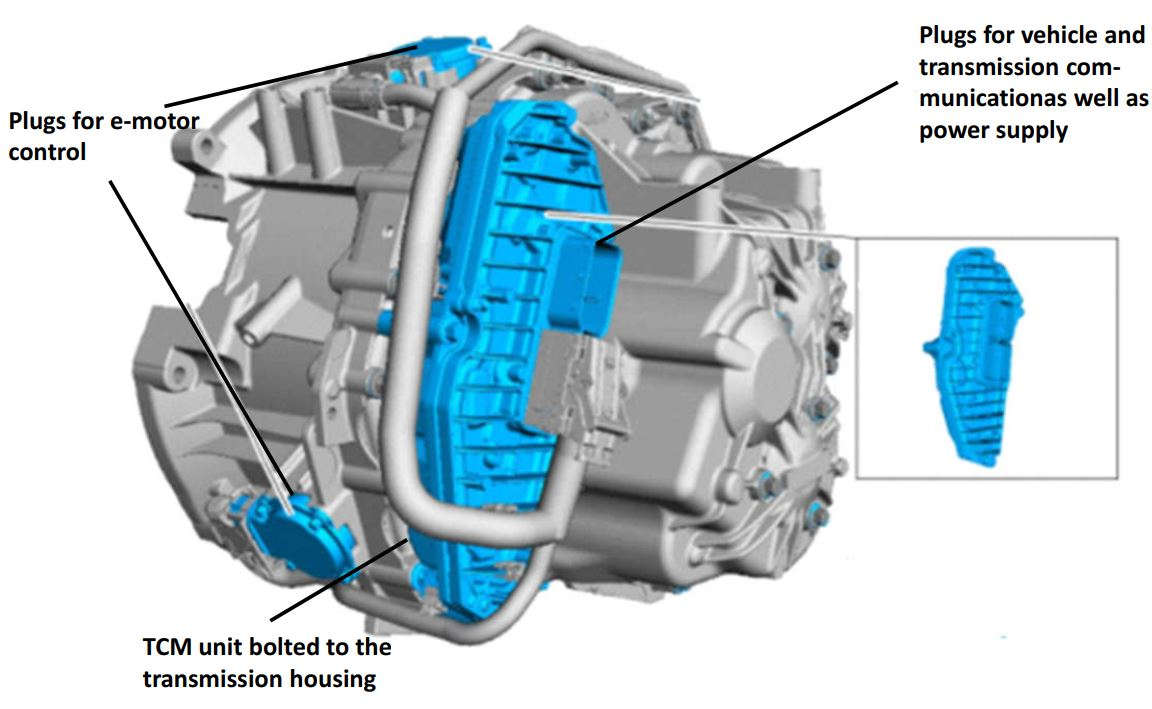 Plugs for vehicle and
transmission com-
municationas well as
power supply
Plugs for e-motor
control
TCM unit bolted to the
transmission housing